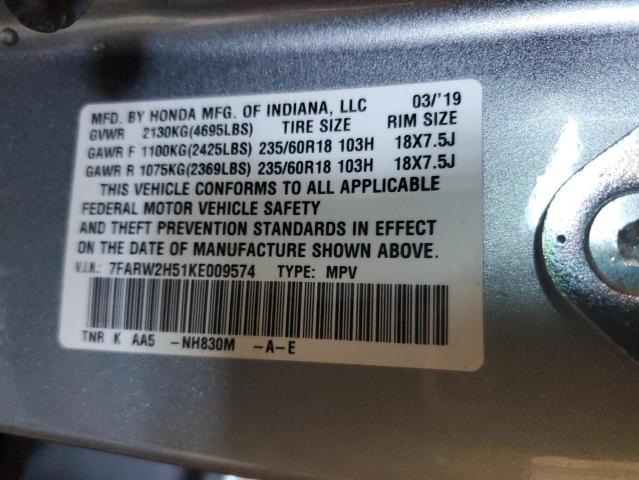 MFD. BY HONDA MFG. OF INDIANA, LLC 03/'19
GVWR 2130KG(4695LBS) TIRE SIZE RIM SIZE
GAWR F 1100KG(2425LBS) 235/60R18 103H 18X7.5J
GAWR R 1075KG(2369LBS) 235/60R18 103H 18X7.5J
THIS VEHICLE CONFORMS TO ALL APPLICABLE
FEDERAL MOTOR VEHICLE SAFETY
AND THEFT PREVENTION STANDARDS IN EFFECT
ON THE DATE OF MANUFACTURE SHOWN ABOVE.
V.I.N.: 7FARW2H51KE009574 TYPE: MPV
TNR K AA5 -NH830M -A-E